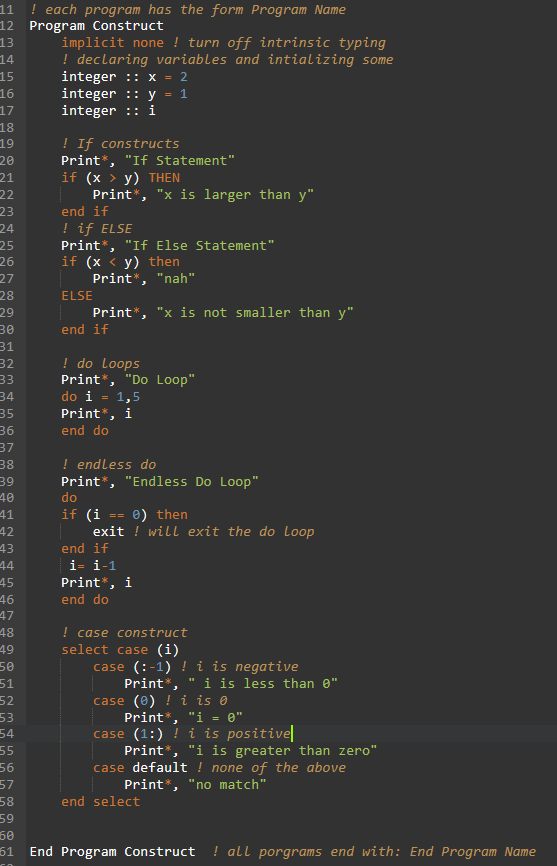 11 ! each program has the form Program Name
12 Program Construct
13 implicit none ! turn off intrinsic typing
14 ! declaring variables and intializing some
15 integer :: x = 2
16 integer :: y = 1
17 integer :: i
18
19 ! If constructs
20 Print*, "If Statement"
21 if (x > y) THEN
22 Print*, "x is larger than y"
23 end if
24 ! if ELSE
25 Print*, "If Else Statement"
26 if (x < y) then
27 Print*, "nah"
28 ELSE
29 Print*, "x is not smaller than y"
30 end if
31
32 ! do loops
33 Print*, "Do Loop"
34 do i = 1,5
35 Print*, i
36 end do
37
38 ! endless do
39 Print*, "Endless Do Loop"
40 do
41 if (i == 0) then
42 exit ! will exit the do loop
43 end if
44 i= i-1
45 Print*, i
46 end do
47
48 ! case construct
49 select case (i)
50 case (:-1) ! i is negative
51 Print*, " i is less than 0"
52 case (0) ! i is 0
53 Print*, "i = 0"
54 case (1:) ! i is positive
55 Print*, "i is greater than zero"
56 case default ! none of the above
57 Print*, "no match"
58 end select
59
60
61 End Program Construct ! all porgrams end with: End Program Name